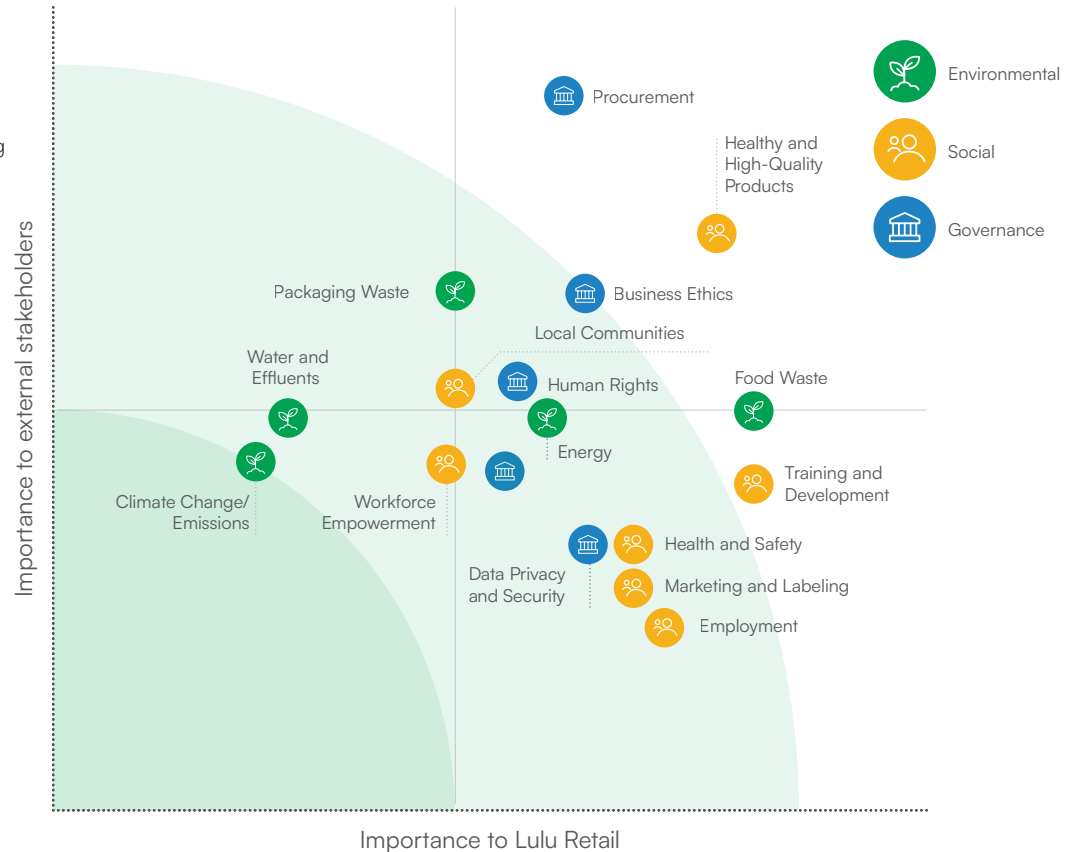 g
Importance to external stakeholders
Procurement
Healthy and
High-Quality
Products
Packaging Waste
Business Ethics
Local Communities
Water and
Effluents
Human Rights
Food Waste
Energy
Climate Change/
Emissions
Workforce
Empowerment
Training and
Development
Health and Safety
Data Privacy
and Security
Marketing and Labeling
Employment
Importance to Lulu Retail
Environmental
Social
Governance